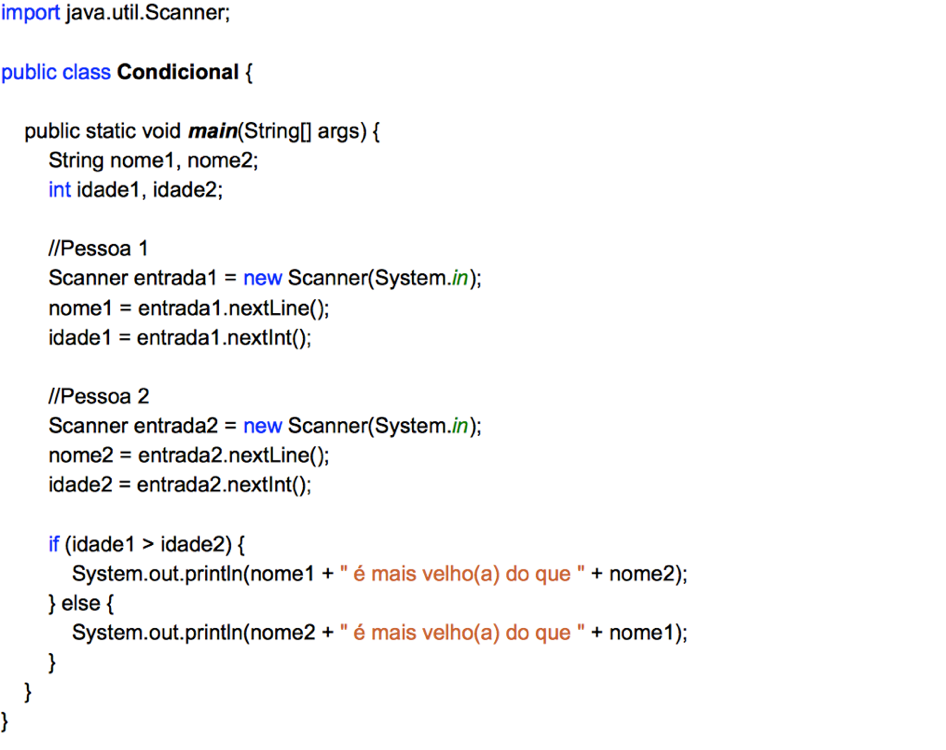 import java.util.Scanner;
public class Condicional {
public static void main(String[] args) {
String nome1, nome2;
int idade1, idade2;
//Pessoa 1
Scanner entrada1 = new Scanner(System.in);
nome1 = entrada1.nextLine();
idade1 = entrada1.nextInt();
//Pessoa 2
Scanner entrada2 = new Scanner(System.in);
nome2 = entrada2.nextLine();
idade2 = entrada2.nextInt();
if (idade1 > idade2) {
System.out.println(nome1 + " é mais velho(a) do que " + nome2);
} else {
System.out.println(nome2 + " é mais velho(a) do que " + nome1);
}
}
}